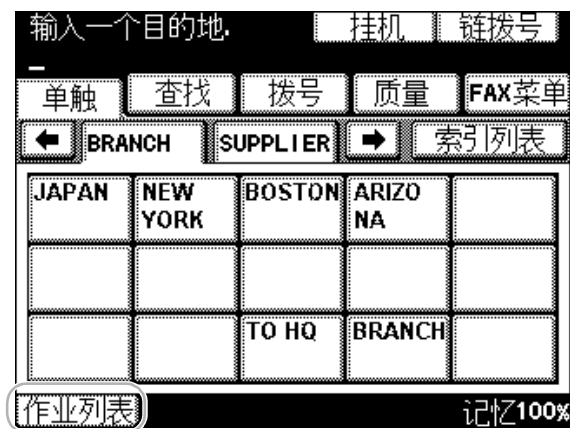 输入一个目的地. 挂机 链拨号
单触 查找 拨号 质量 FAX菜单
BRANCH SUPPLIER 索引列表
JAPAN NEW YORK BOSTON ARIZONA
TO HQ BRANCH
作业列表 记忆100%